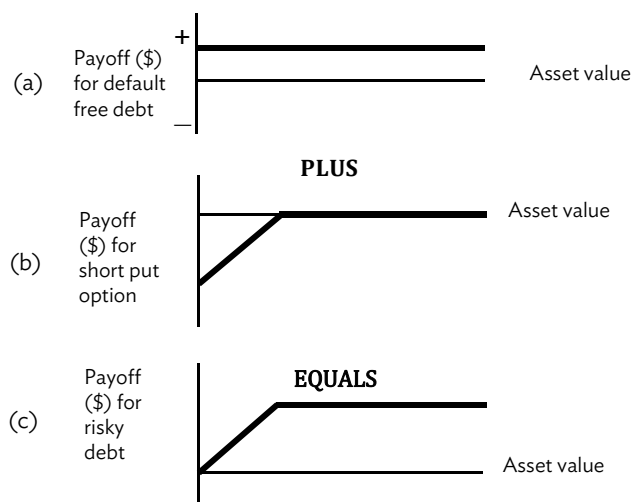 +
(a)
Payoff ($)
for default
free debt
Asset value
—
PLUS
(b)
Payoff
($) for
short put
option
Asset value
EQUALS
(c)
Payoff
($) for
risky
debt
Asset value